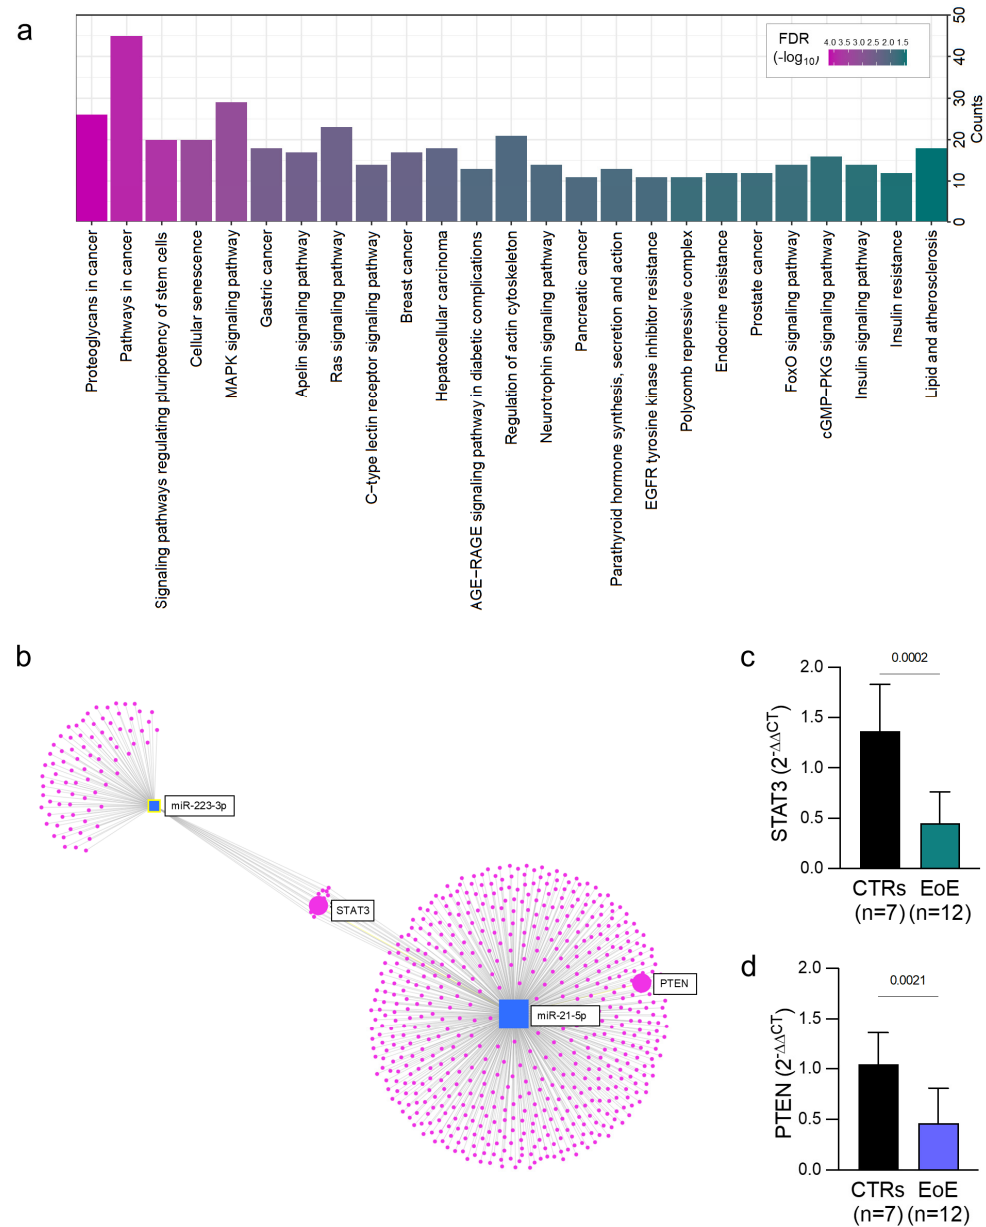 a
FDR
(-log10)
4.0 3.5 3.0 2.5 2.0 1.5
50
40
30
20
10
0
Counts
Proteoglycans in cancer
Pathways in cancer
Signaling pathways regulating pluripotency of stem cells
Cellular senescence
MAPK signaling pathway
Gastric cancer
Apelin signaling pathway
Ras signaling pathway
C−type lectin receptor signaling pathway
Breast cancer
Hepatocellular carcinoma
AGE−RAGE signaling pathway in diabetic complications
Regulation of actin cytoskeleton
Neurotrophin signaling pathway
Pancreatic cancer
Parathyroid hormone synthesis, secretion and action
EGFR tyrosine kinase inhibitor resistance
Polycomb repressive complex
Endocrine resistance
Prostate cancer
FoxO signaling pathway
cGMP−PKG signaling pathway
Insulin signaling pathway
Insulin resistance
Lipid and atherosclerosis
b
miR-223-3p
STAT3
PTEN
miR-21-5p
c
0.0002
STAT3 (2-ΔΔCT)
2.0
1.5
1.0
0.5
0.0
CTRs EoE
(n=7) (n=12)
d
0.0021
PTEN (2-ΔΔCT)
2.0
1.5
1.0
0.5
0.0
CTRs EoE
(n=7) (n=12)